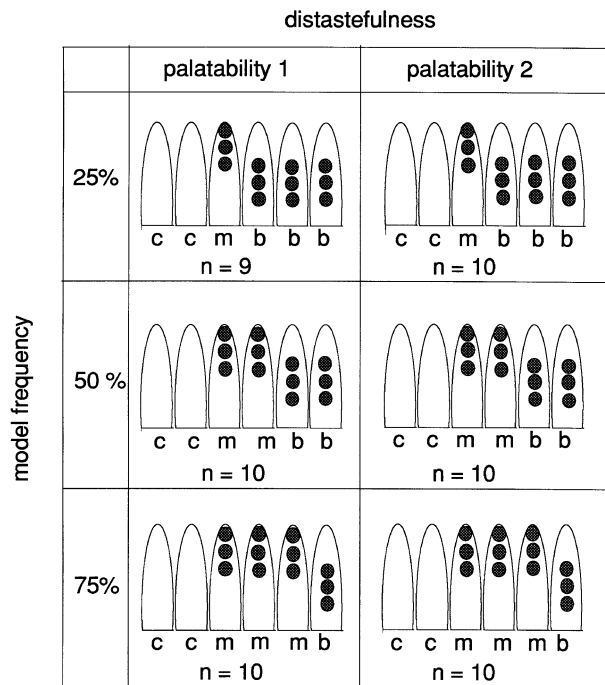 distastefulness
palatability 1 palatability 2
25%
c c m b b b c c m b b b
n = 9 n = 10
model frequency
50 %
c c m m b b c c m m b b
n = 10 n = 10
75%
c c m m m b c c m m m b
n = 10 n = 10